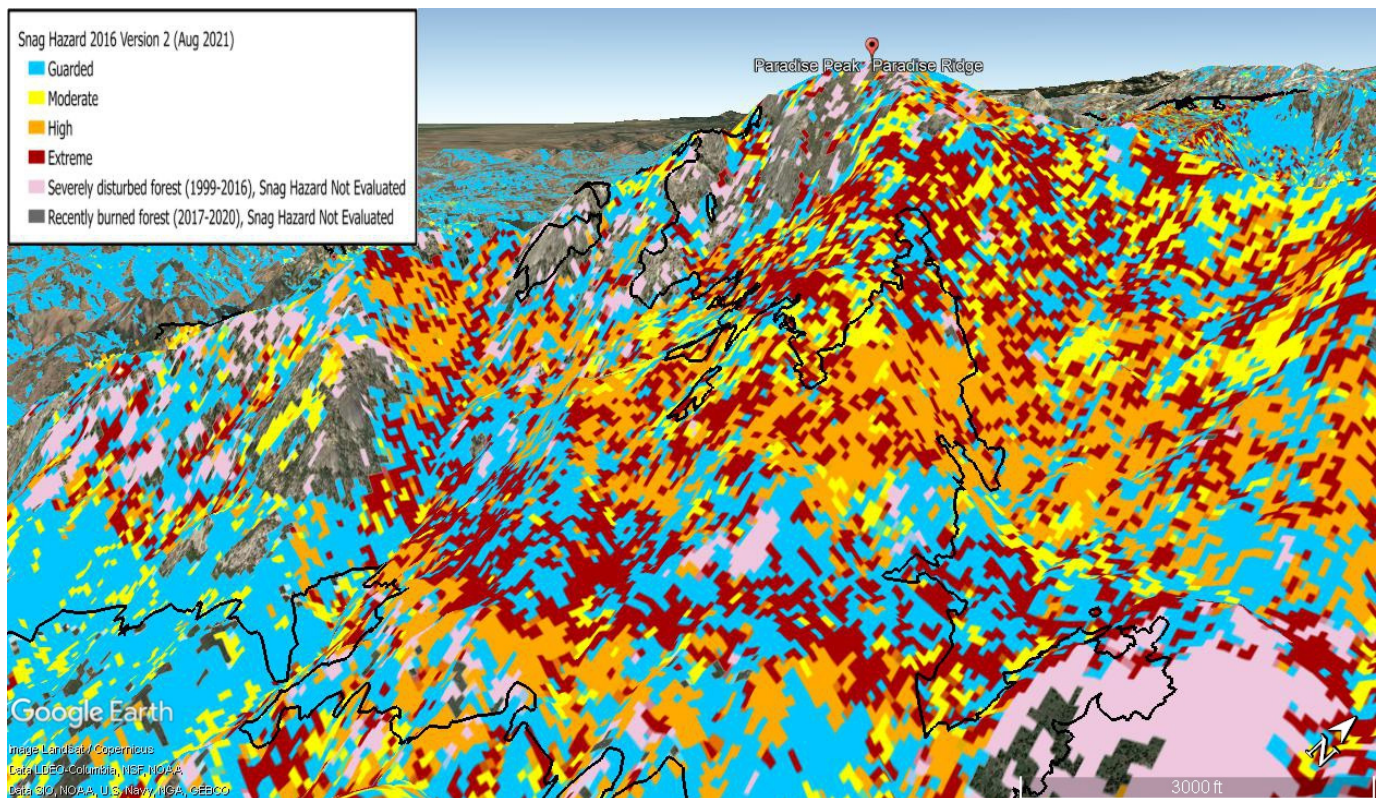 Snag Hazard 2016 Version 2 (Aug 2021)
Guarded
Moderate
High
Extreme
Severely disturbed forest (1999-2016), Snag Hazard Not Evaluated
Recently burned forest (2017-2020), Snag Hazard Not Evaluated
Paradise Peak Paradise Ridge
Google Earth
Image Landsat / Copernicus
Data LDEO-Columbia, NSF, NOAA
Data SIO, NOAA, U.S. Navy, NGA, GEBCO
N
3000 ft